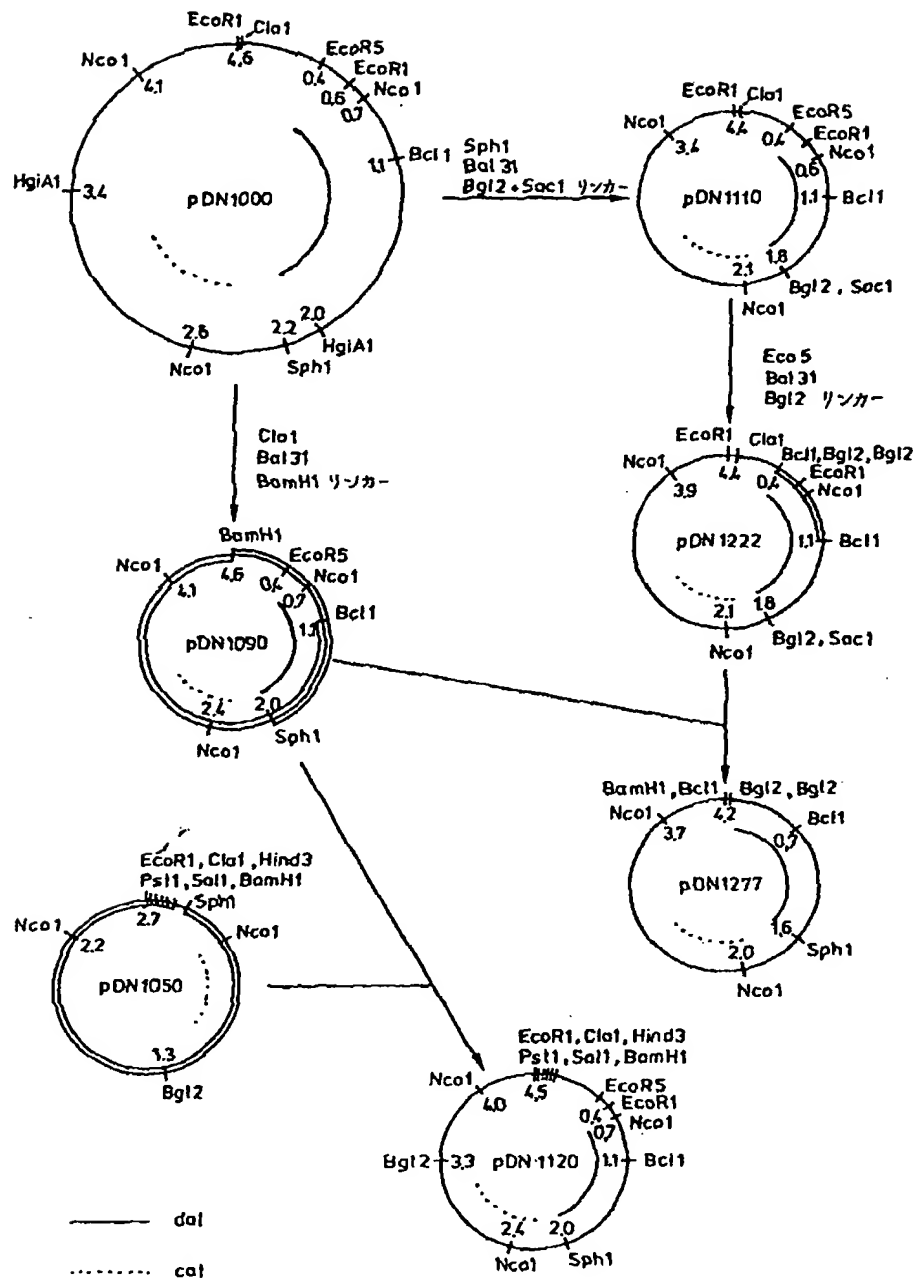 EcoR1 Cla1
4.6
EcoR5
0.4
EcoR1
0.6
Nco1
0.7
Nco1
4.1
Bcl1
1.1
HgiA1
3.4
pDN1000
2.0
HgiA1
2.2
Sph1
2.6
Nco1
Sph1
Bal 31
Bgl2 + Sac1 リンカー
EcoR1 Cla1
4.4
EcoR5
0.4
EcoR1
Nco1
0.6
Nco1
3.4
pDN1110
1.1
Bcl1
1.8
Bgl2, Sac1
2.1
Nco1
Cla1
Bal31
BamH1 リンカー
Eco5
Bal31
Bgl2 リンカー
BamH1
4.6
EcoR5
0.4
Nco1
0.7
Nco1
4.1
Bcl1
1.1
pDN1090
2.0
Sph1
2.4
Nco1
EcoR1 Cla1
4.4
Bcl1, Bgl2, Bgl2
0.4
EcoR1
Nco1
Nco1
3.9
pDN1222
1.1
Bcl1
1.8
Bgl2, Sac1
2.1
Nco1
BamH1, Bcl1 Bgl2, Bgl2
4.2
Nco1
3.7
Bcl1
0.7
pDN1277
1.6
Sph1
2.0
Nco1
EcoR1, Cla1, Hind3
Pst1, Sal1, BamH1
Sph1
2.7
Nco1
2.2
Nco1
pDN1050
1.3
Bgl2
EcoR1, Cla1, Hind3
Pst1, Sal1, BamH1
4.5
Nco1
4.0
EcoR5
EcoR1
0.4
Nco1
0.7
Bgl2
3.3
pDN1120
1.1
Bcl1
2.4
Nco1
2.0
Sph1
dal
cat